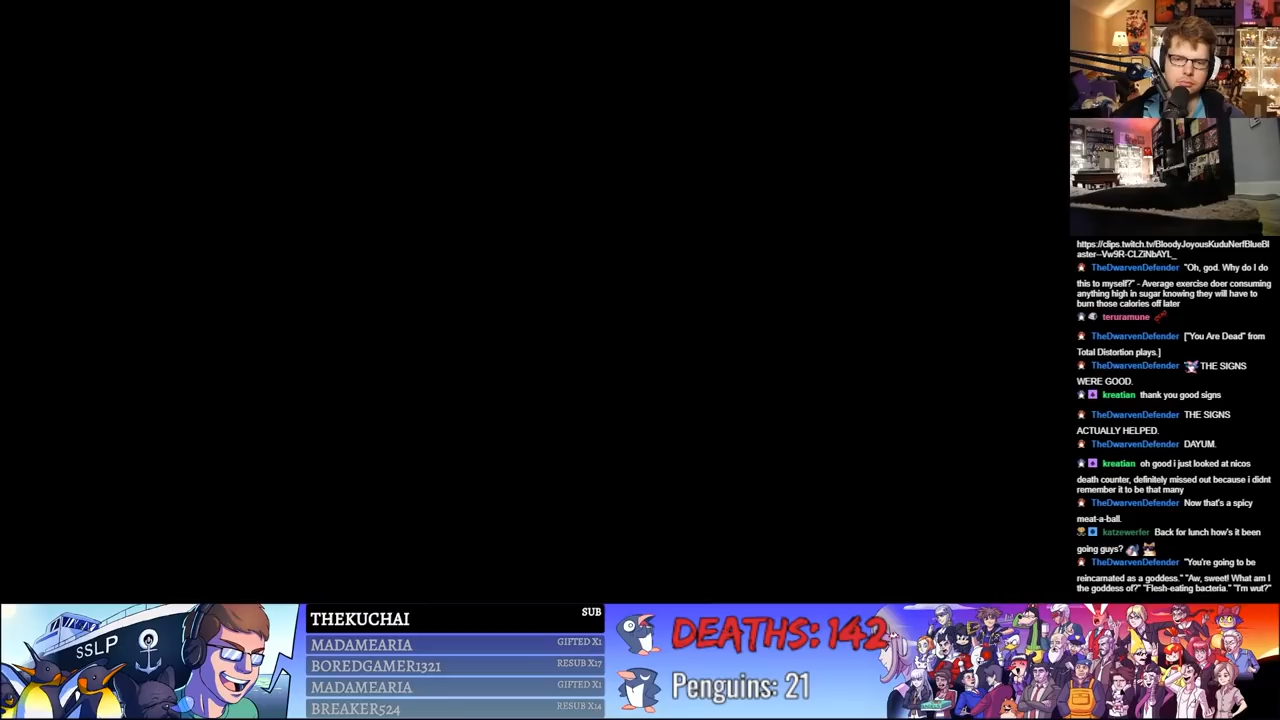 https://clips.twitch.tv/BloodyJoyousKuduNerfBlueBl
aster--Vw9R-CLZiNbAYL_
TheDwarvenDefender "Oh, god. Why do I do
this to myself?" - Average exercise doer consuming
anything high in sugar knowing they will have to
burn those calories off later
teruramune
TheDwarvenDefender ["You Are Dead" from
Total Distortion plays.]
TheDwarvenDefender THE SIGNS
WERE GOOD.
kreatian thank you good signs
TheDwarvenDefender THE SIGNS
ACTUALLY HELPED.
TheDwarvenDefender DAYUM.
kreatian oh good i just looked at nicos
death counter, definitely missed out because i didnt
remember it to be that many
TheDwarvenDefender Now that's a spicy
meat-a-ball.
katzewerfer Back for lunch how's it been
going guys?
TheDwarvenDefender "You're going to be
reincarnated as a goddess." "Aw, sweet! What am I
the goddess of?" "Flesh-eating bacteria." "I'm wut?"
SSLP
THEKUCHAI SUB
MADAMEARIA GIFTED X1
BOREDGAMER1321 RESUB X17
MADAMEARIA GIFTED X1
BREAKER524 RESUB X14
DEATHS: 142
Penguins: 21